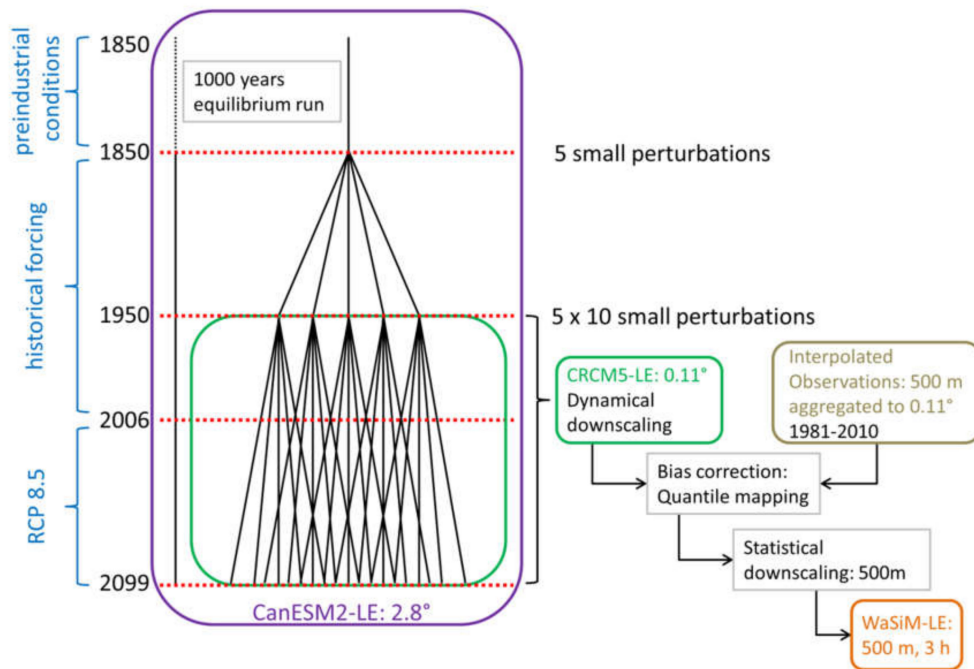 preindustrial
conditions
historical forcing
RCP 8.5
1850
1850
1950
2006
2099
1000 years
equilibrium run
5 small perturbations
5 x 10 small perturbations
CanESM2-LE: 2.8°
CRCM5-LE: 0.11°
Dynamical
downscaling
Interpolated
Observations: 500 m
aggregated to 0.11°
1981-2010
Bias correction:
Quantile mapping
Statistical
downscaling: 500m
WaSiM-LE:
500 m, 3 h